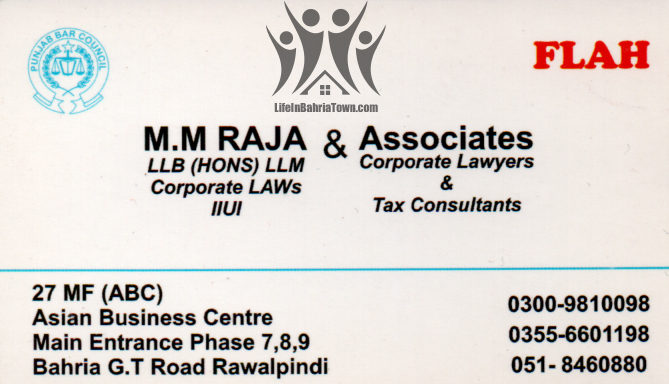 PUNJAB BAR COUNCIL
FLAH
LifeInBahriaTown.com
M.M RAJA & Associates
LLB (HONS) LLM
Corporate LAWs
IIUI
Corporate Lawyers
&
Tax Consultants
27 MF (ABC)
Asian Business Centre
Main Entrance Phase 7,8,9
Bahria G.T Road Rawalpindi
0300-9810098
0355-6601198
051- 8460880